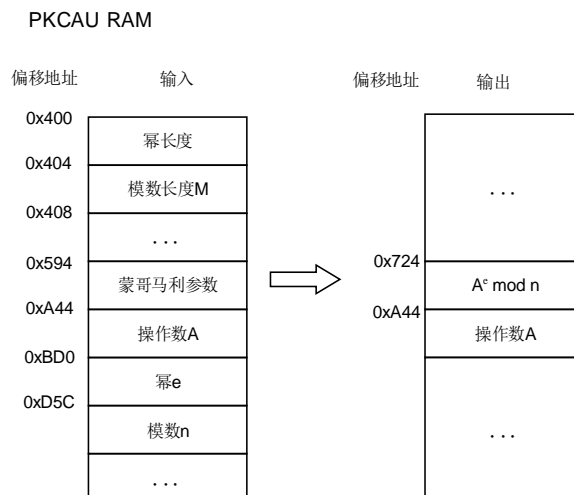 PKCAU RAM
偏移地址 输入
0x400
幂长度
0x404
模数长度M
0x408
...
0x594
蒙哥马利参数
0xA44
操作数A
0xBD0
幂e
0xD5C
模数n
...
偏移地址 输出
...
0x724
Aᵉ mod n
0xA44
操作数A
...